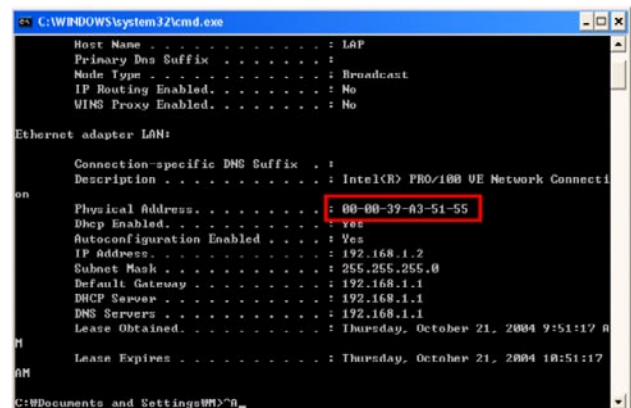 C:\WINDOWS\system32\cmd.exe
Host Name . . . . . . . . . . . . : LAP
Primary Dns Suffix . . . . . . . :
Node Type . . . . . . . . . . . . : Broadcast
IP Routing Enabled. . . . . . . . : No
WINS Proxy Enabled. . . . . . . . : No
Ethernet adapter LAN:
Connection-specific DNS Suffix . :
Description . . . . . . . . . . . : Intel(R) PRO/100 VE Network Connecti
on
Physical Address. . . . . . . . . : 00-00-39-A3-51-55
Dhcp Enabled. . . . . . . . . . . : Yes
Autoconfiguration Enabled . . . . : Yes
IP Address. . . . . . . . . . . . : 192.168.1.2
Subnet Mask . . . . . . . . . . . : 255.255.255.0
Default Gateway . . . . . . . . . : 192.168.1.1
DHCP Server . . . . . . . . . . . : 192.168.1.1
DNS Servers . . . . . . . . . . . : 192.168.1.1
Lease Obtained. . . . . . . . . . : Thursday, October 21, 2004 9:51:17 A
M
Lease Expires . . . . . . . . . . : Thursday, October 21, 2004 10:51:17
AM
C:₩Documents and Settings₩M>^A_